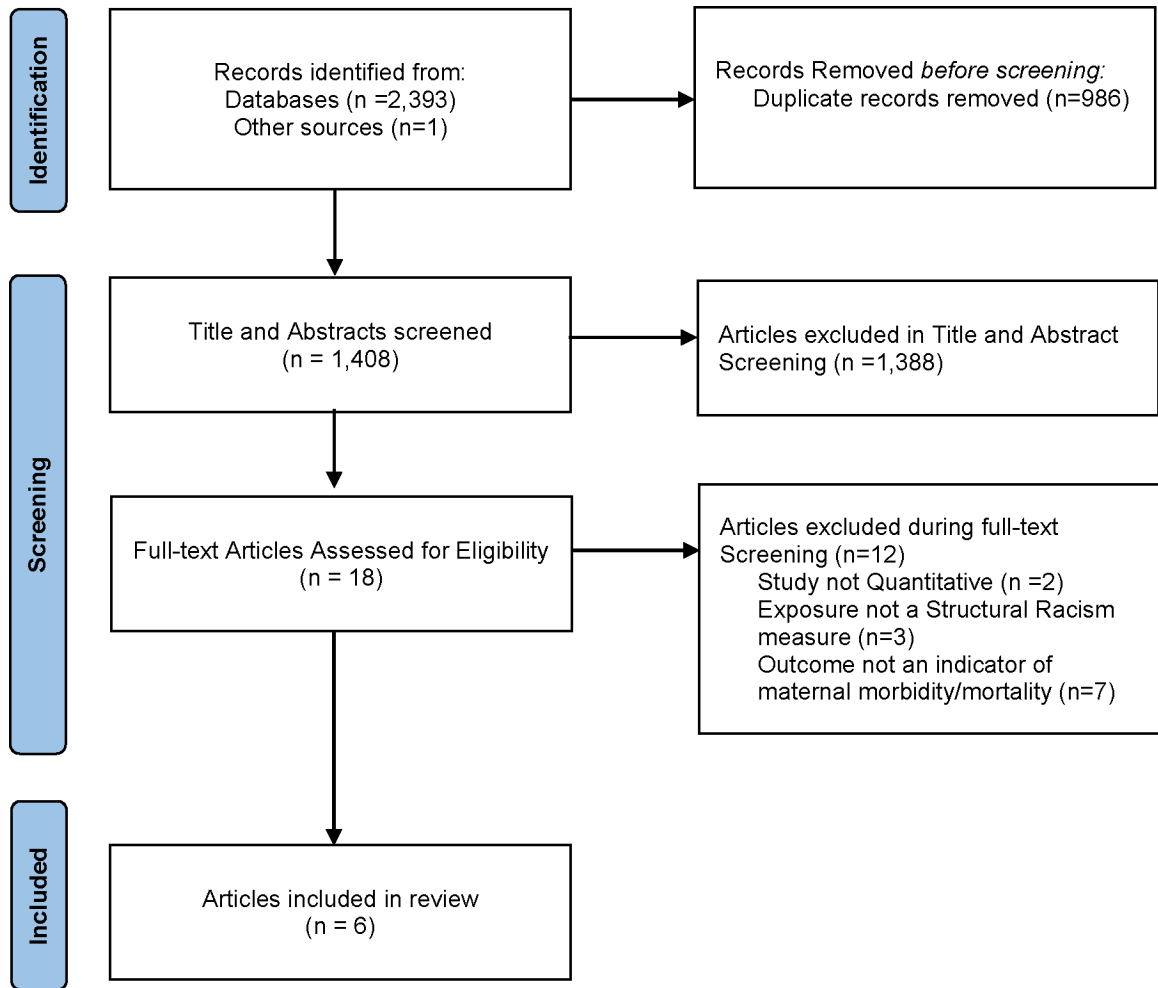 Identification
Records identified from:
Databases (n =2,393)
Other sources (n=1)
Records Removed before screening:
Duplicate records removed (n=986)
Screening
Title and Abstracts screened
(n = 1,408)
Articles excluded in Title and Abstract
Screening (n =1,388)
Full-text Articles Assessed for Eligibility
(n = 18)
Articles excluded during full-text
Screening (n=12)
Study not Quantitative (n =2)
Exposure not a Structural Racism
measure (n=3)
Outcome not an indicator of
maternal morbidity/mortality (n=7)
Included
Articles included in review
(n = 6)